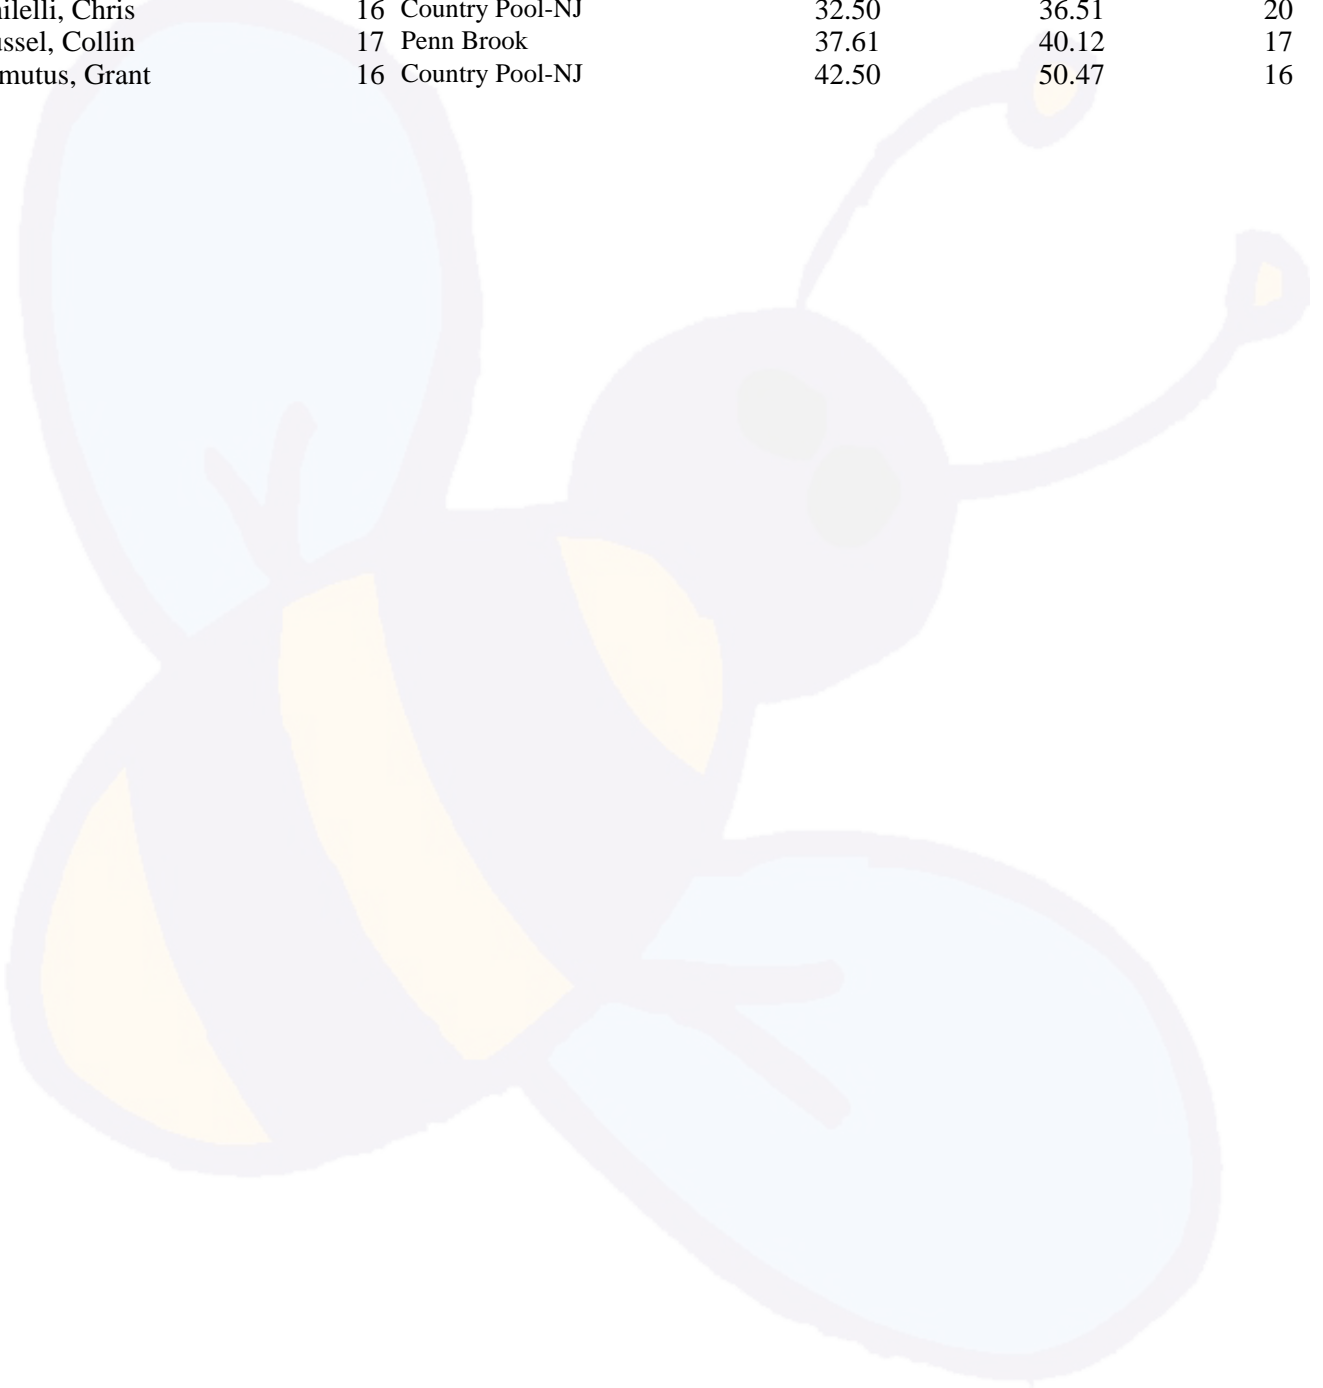 ilelli, Chris 16 Country Pool-NJ 32.50 36.51 20
ssel, Collin 17 Penn Brook 37.61 40.12 17
mutus, Grant 16 Country Pool-NJ 42.50 50.47 16